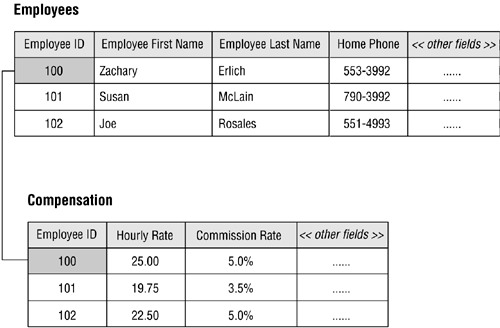 Employees
Employee ID Employee First Name Employee Last Name Home Phone << other fields >>
100 Zachary Erlich 553-3992 ......
101 Susan McLain 790-3992 ......
102 Joe Rosales 551-4993 ......
Compensation
Employee ID Hourly Rate Commission Rate << other fields >>
100 25.00 5.0% ......
101 19.75 3.5% ......
102 22.50 5.0% ......